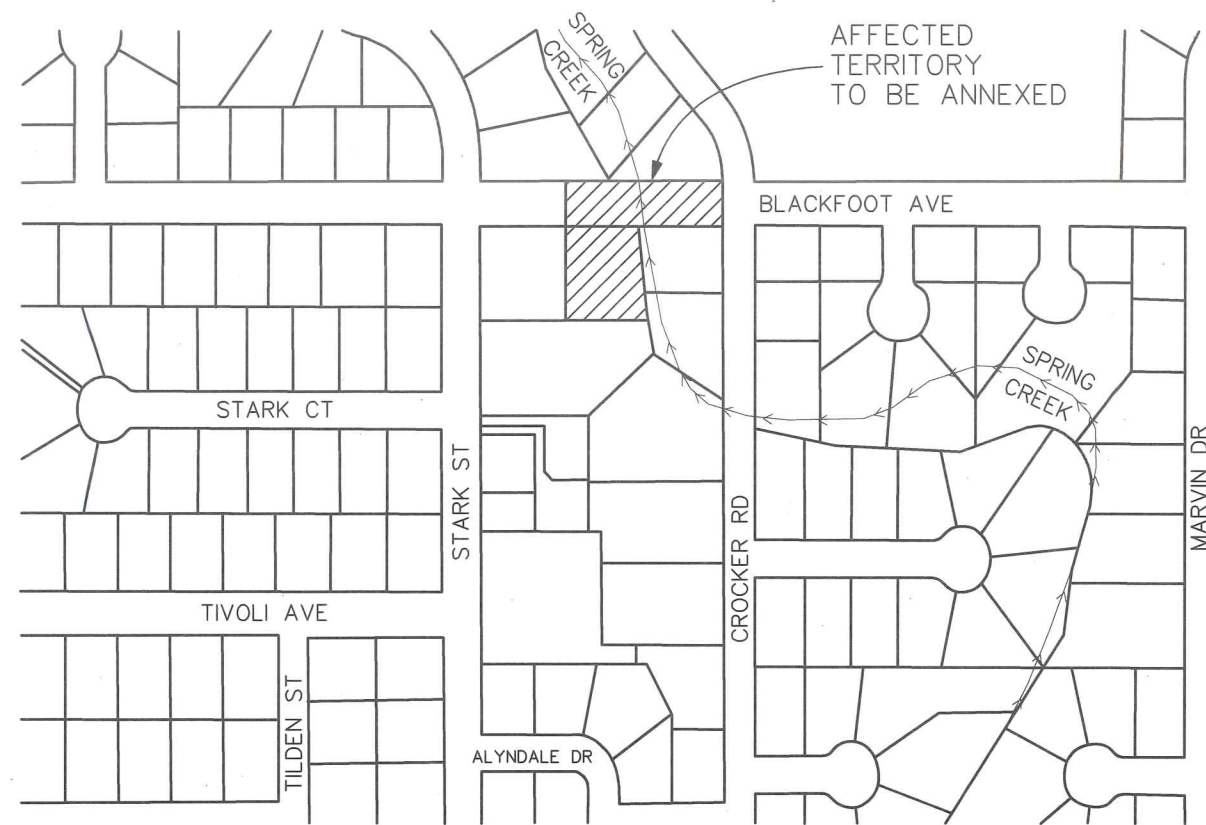 SPRING
CREEK
AFFECTED
TERRITORY
TO BE ANNEXED
BLACKFOOT AVE
SPRING
CREEK
STARK CT
STARK ST
CROCKER RD
MARVIN DR
TIVOLI AVE
TILDEN ST
ALYNDALE DR